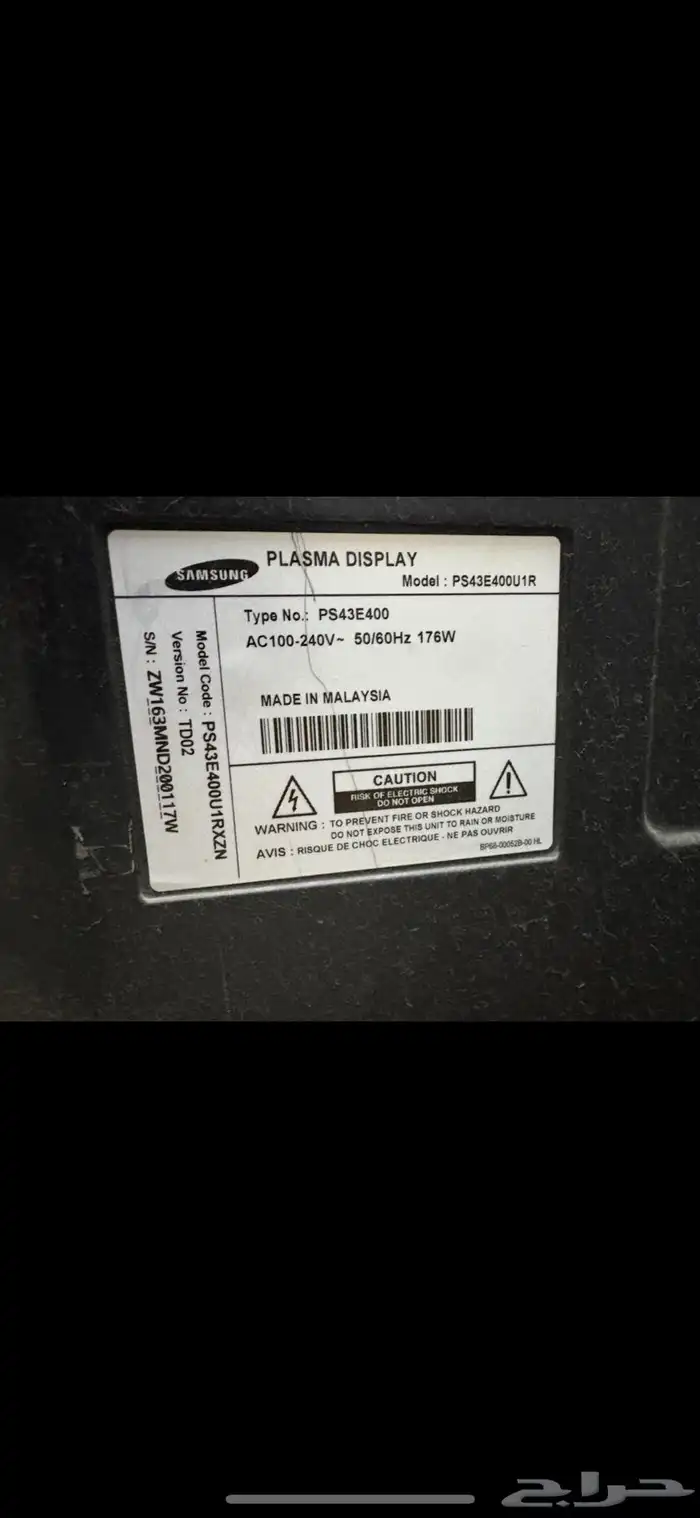 SAMSUNG
PLASMA DISPLAY
Model : PS43E400U1R
Type No.: PS43E400
AC100-240V~ 50/60Hz 176W
MADE IN MALAYSIA
Model Code : PS43E400U1RXZN
Version No : TD02
S/N : ZW163MND200117W
CAUTION
RISK OF ELECTRIC SHOCK
DO NOT OPEN
WARNING : TO PREVENT FIRE OR SHOCK HAZARD
DO NOT EXPOSE THIS UNIT TO RAIN OR MOISTURE
AVIS : RISQUE DE CHOC ELECTRIQUE - NE PAS OUVRIR
حراج